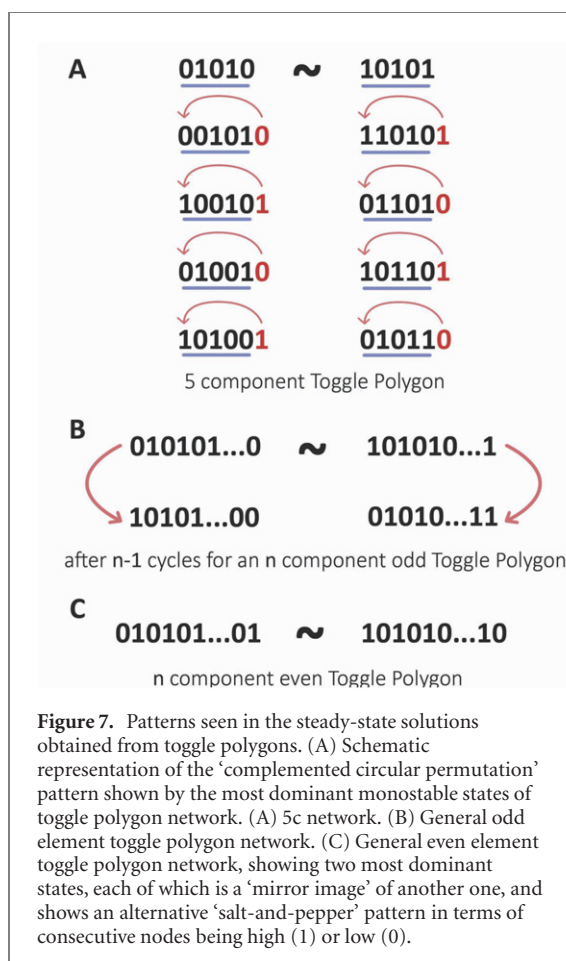 A 01010 ~ 10101
001010 110101
100101 011010
010010 101101
101001 010110
5 component Toggle Polygon
B 010101...0 ~ 101010...1
10101...00 01010...11
after n-1 cycles for an n component odd Toggle Polygon
C 010101...01 ~ 101010...10
n component even Toggle Polygon
Figure 7. Patterns seen in the steady-state solutions
obtained from toggle polygons. (A) Schematic
representation of the ‘complemented circular permutation’
pattern shown by the most dominant monostable states of
toggle polygon network. (A) 5c network. (B) General odd
element toggle polygon network. (C) General even element
toggle polygon network, showing two most dominant
states, each of which is a ‘mirror image’ of another one, and
shows an alternative ‘salt-and-pepper’ pattern in terms of
consecutive nodes being high (1) or low (0).